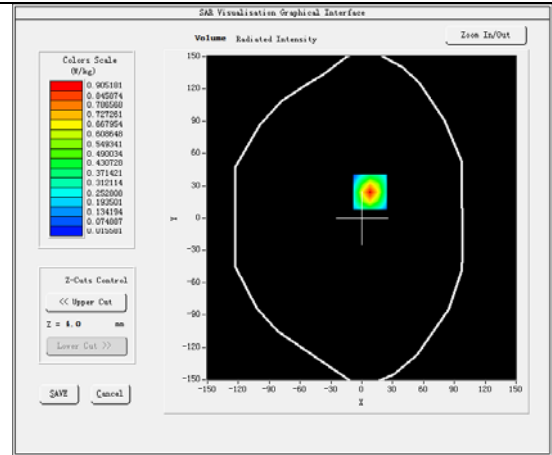 SAR Visualisation Graphical Interface
Volume Radiated Intensity
Zoom In/Out
Colors Scale
(W/kg)
0.905181
0.845874
0.786568
0.727261
0.667954
0.608648
0.549341
0.490034
0.430728
0.371421
0.312114
0.252808
0.193501
0.134194
0.074887
Z-Cuts Control
<< Upper Cut
Z = 4.0 mm
Lower Cut >>
SAVE Cancel
150
120
90
60
30
Y 0
-30
-60
-90
-120
-150
-150 -120 -90 -60 -30 0 30 60 90 120 150
X